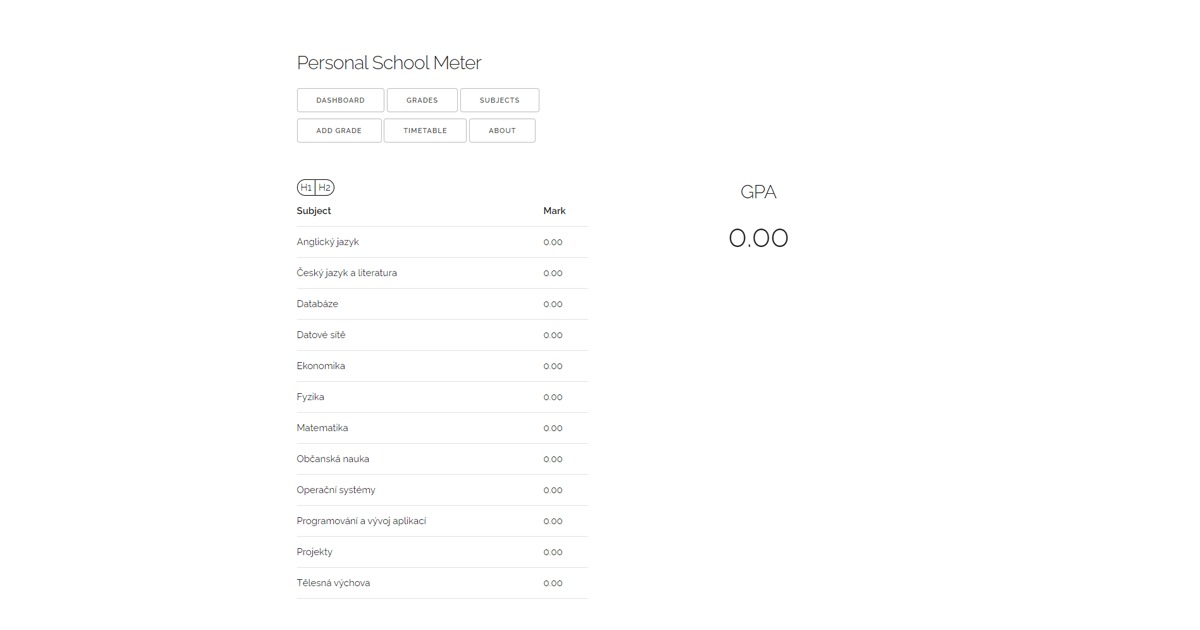 Personal School Meter
DASHBOARD GRADES SUBJECTS
ADD GRADE TIMETABLE ABOUT
H1 H2
Subject Mark
Anglický jazyk 0.00
Český jazyk a literatura 0.00
Databáze 0.00
Datové sítě 0.00
Ekonomika 0.00
Fyzika 0.00
Matematika 0.00
Občanská nauka 0.00
Operační systémy 0.00
Programování a vývoj aplikací 0.00
Projekty 0.00
Tělesná výchova 0.00
GPA
0.00